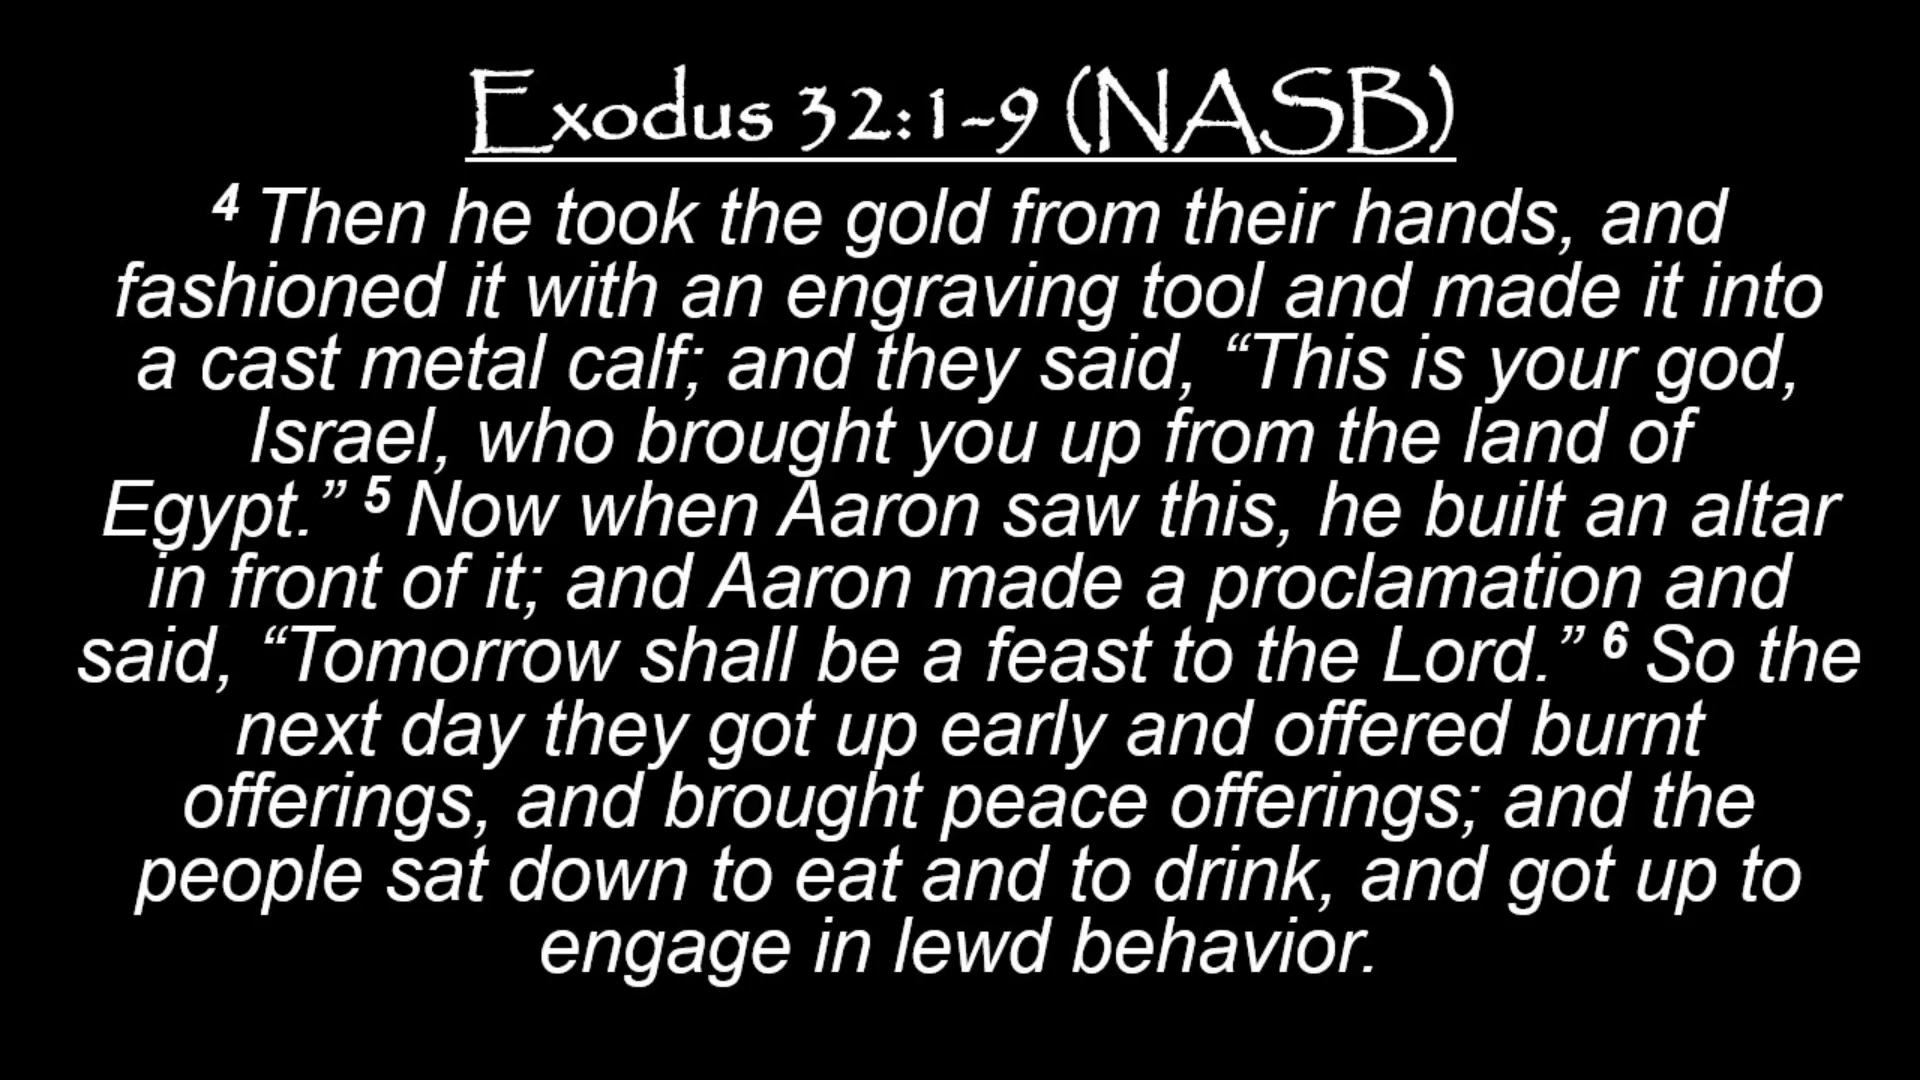 Exodus 32:1-9 (NASB)
4 Then he took the gold from their hands, and
fashioned it with an engraving tool and made it into
a cast metal calf; and they said, “This is your god,
Israel, who brought you up from the land of
Egypt.” 5 Now when Aaron saw this, he built an altar
in front of it; and Aaron made a proclamation and
said, “Tomorrow shall be a feast to the Lord.” 6 So the
next day they got up early and offered burnt
offerings, and brought peace offerings; and the
people sat down to eat and to drink, and got up to
engage in lewd behavior.